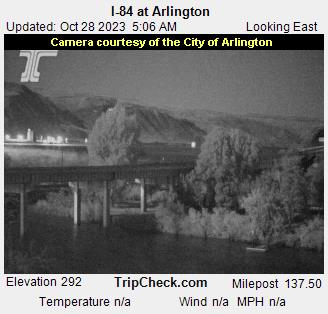 I-84 at Arlington
Updated: Oct 28 2023 5:06 AM Looking East
Camera courtesy of the City of Arlington
Elevation 292 TripCheck.com Milepost 137.50
Temperature n/a Wind n/a MPH n/a